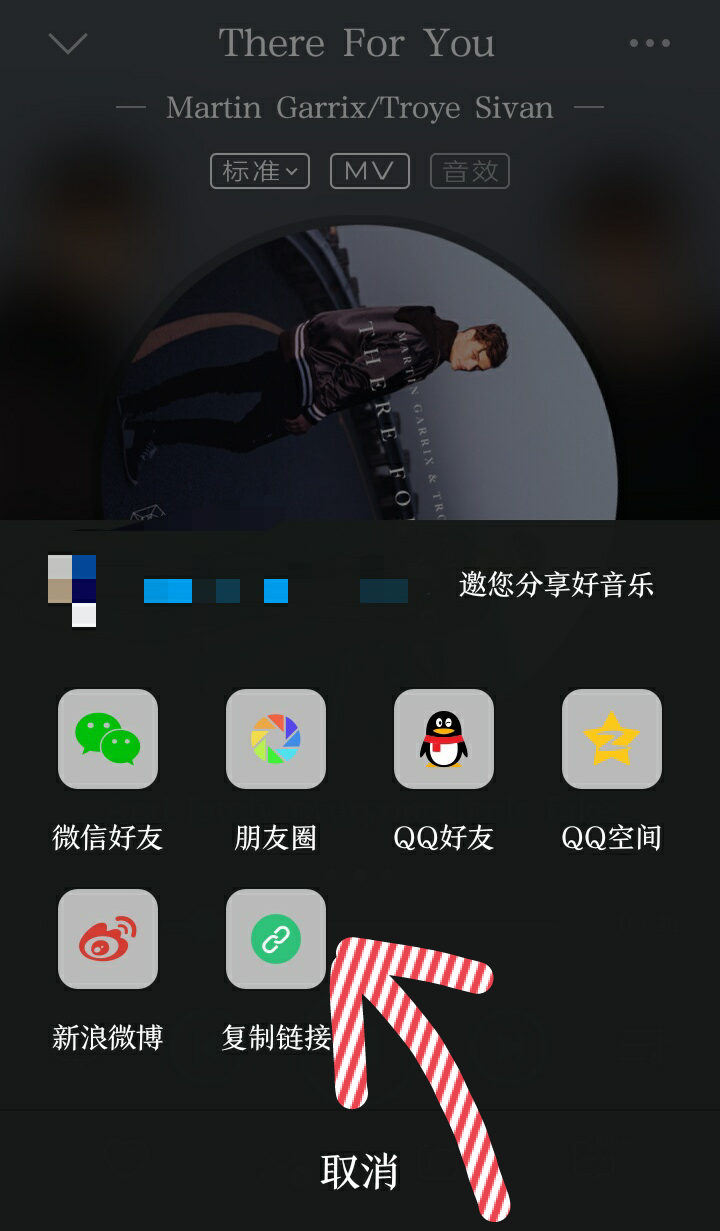 There For You
Martin Garrix/Troye Sivan
标准 MV 音效
MARTIN GARRIX & TRO
THERE FO
邀您分享好音乐
微信好友 朋友圈 QQ好友 QQ空间
新浪微博 复制链接
取消